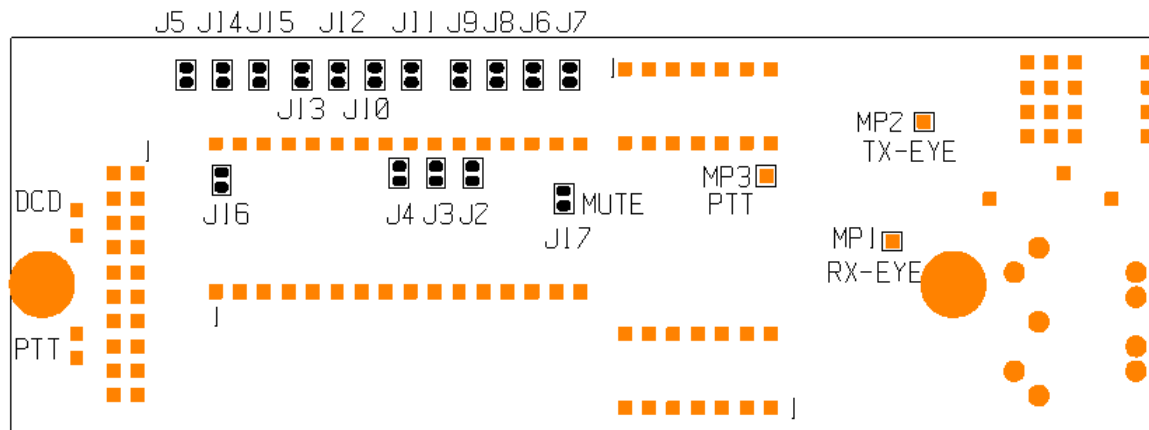 J5 J14 J15 J12 J11 J9 J8 J6 J7
J13 J10
MP2
TX-EYE
MP3
PTT
DCD
J16
J4 J3 J2
MUTE
J17
MP1
RX-EYE
PTT